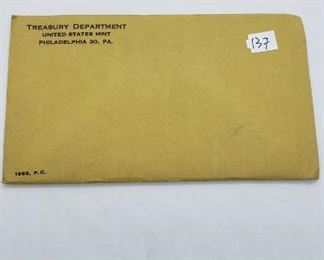 TREASURY DEPARTMENT
UNITED STATES MINT
PHILADELPHIA 30, PA.
137
P.C.